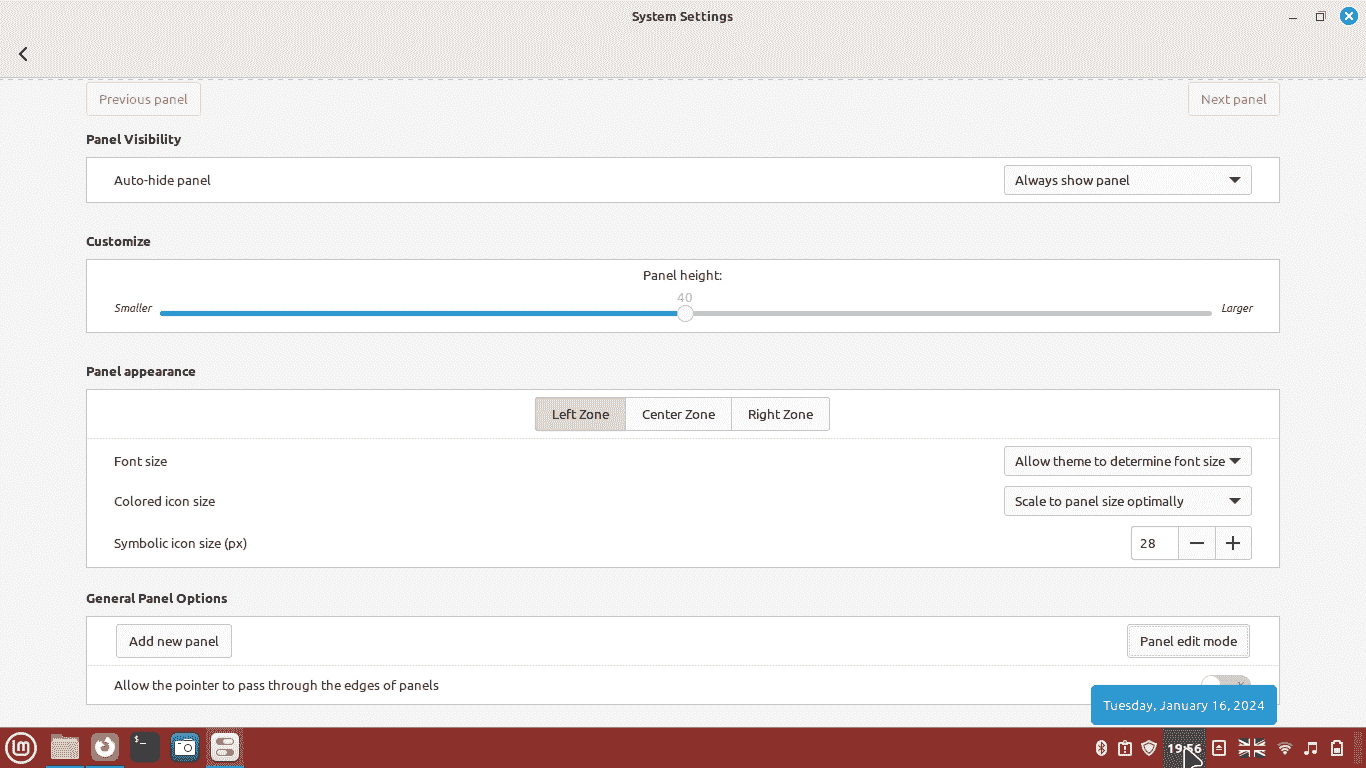 System Settings
Previous panel
Next panel
Panel Visibility
Auto-hide panel
Always show panel
Customize
Panel height:
40
Smaller
Larger
Panel appearance
Left Zone
Center Zone
Right Zone
Font size
Allow theme to determine font size
Colored icon size
Scale to panel size optimally
Symbolic icon size (px)
28
General Panel Options
Add new panel
Panel edit mode
Allow the pointer to pass through the edges of panels
Tuesday, January 16, 2024
lm
$_
19:56